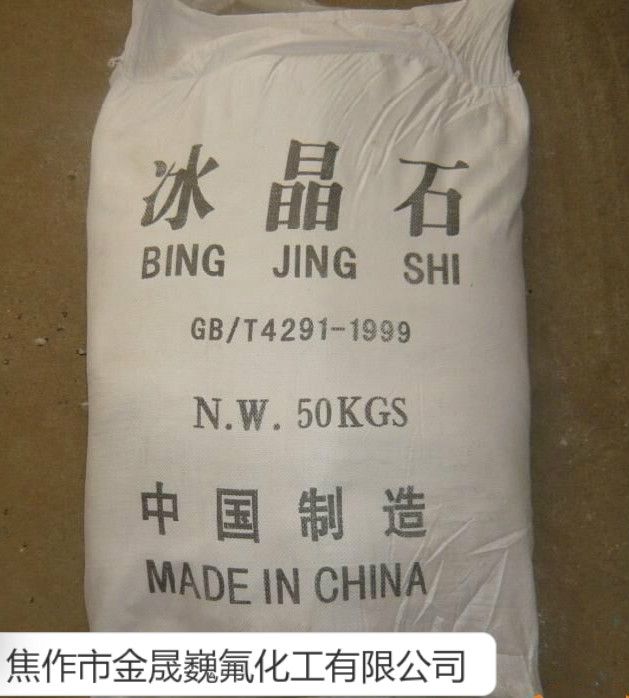 冰晶石
BING JING SHI
GB/T4291-1999
N.W. 50KGS
中国制造
MADE IN CHINA
焦作市金晟巍氟化工有限公司